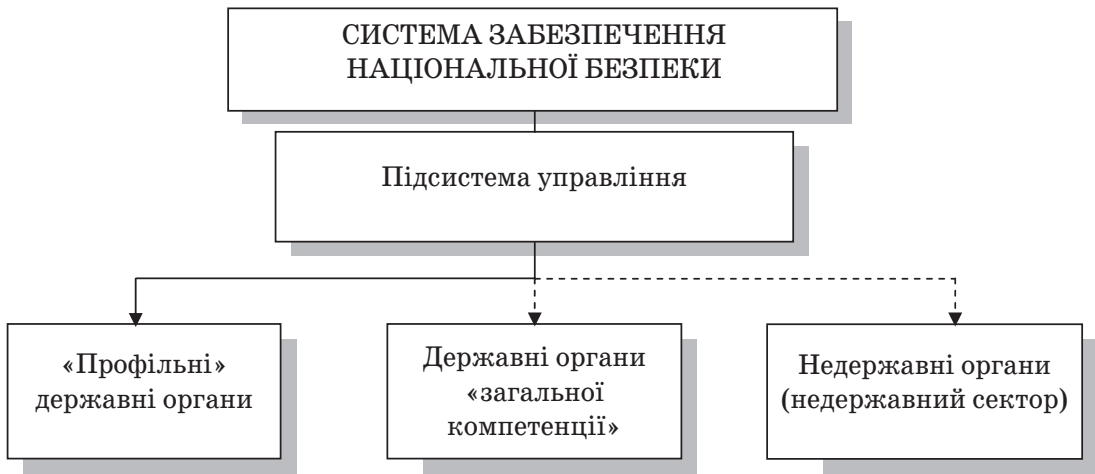 СИСТЕМА ЗАБЕЗПЕЧЕННЯ
НАЦІОНАЛЬНОЇ БЕЗПЕКИ
Підсистема управління
«Профільні»
державні органи
Державні органи
«загальної
компетенції»
Недержавні органи
(недержавний сектор)